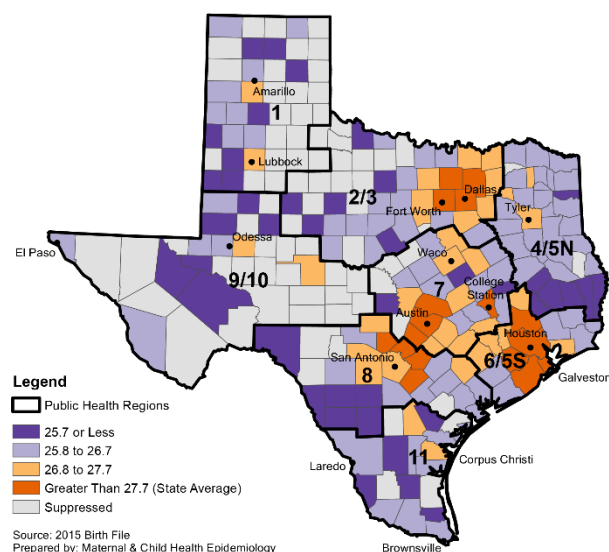 Amarillo
1
Lubbock
2/3
Dallas
Fort Worth
Tyler
4/5N
El Paso
Odessa
9/10
Waco
7
College
Station
Austin
Houston
San Antonio
6/5S
8
Galveston
Legend
Public Health Regions
25.7 or Less
25.8 to 26.7
26.8 to 27.7
Greater Than 27.7 (State Average)
Suppressed
11
Laredo
Corpus Christi
Brownsville
Source: 2015 Birth File
Prepared by: Maternal & Child Health Epidemiology